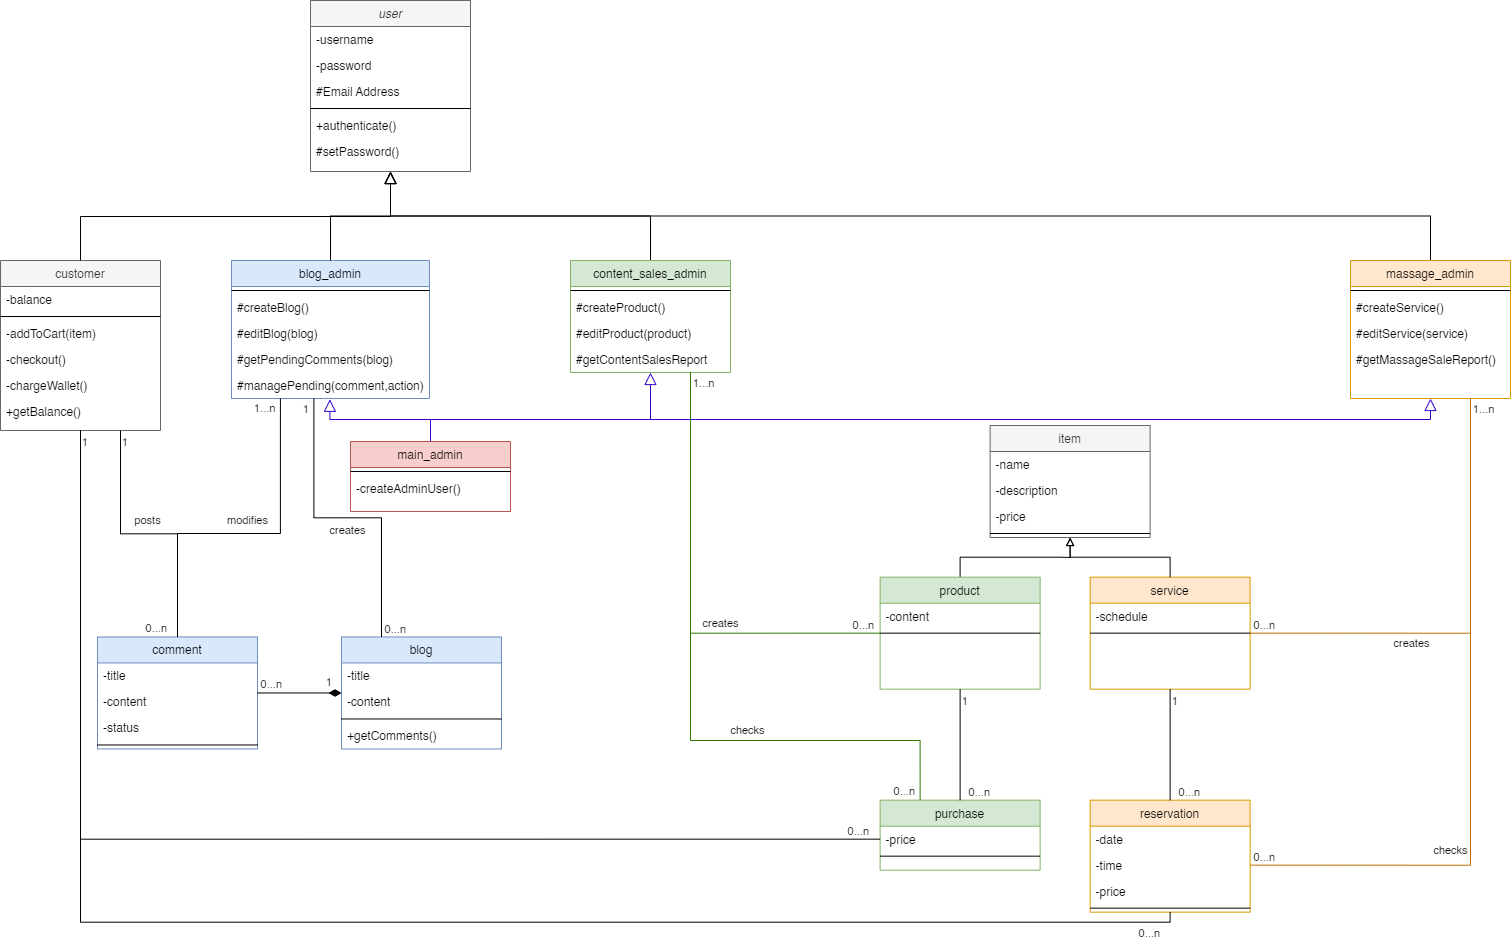 user
-username
-password
#Email Address
+authenticate()
#setPassword()
customer
-balance
-addToCart(item)
-checkout()
-chargeWallet()
+getBalance()
blog_admin
#createBlog()
#editBlog(blog)
#getPendingComments(blog)
#managePending(comment,action)
content_sales_admin
#createProduct()
#editProduct(product)
#getContentSalesReport
massage_admin
#createService()
#editService(service)
#getMassageSaleReport()
1
1
1...n
1
1...n
1...n
main_admin
-createAdminUser()
item
-name
-description
-price
posts
modifies
creates
0...n
0...n
comment
-title
-content
-status
0...n
1
blog
-title
-content
+getComments()
product
-content
service
-schedule
creates
0...n
0...n
creates
1
1
checks
0...n
0...n
0...n
purchase
-price
0...n
reservation
-date
-time
-price
checks
0...n
0...n